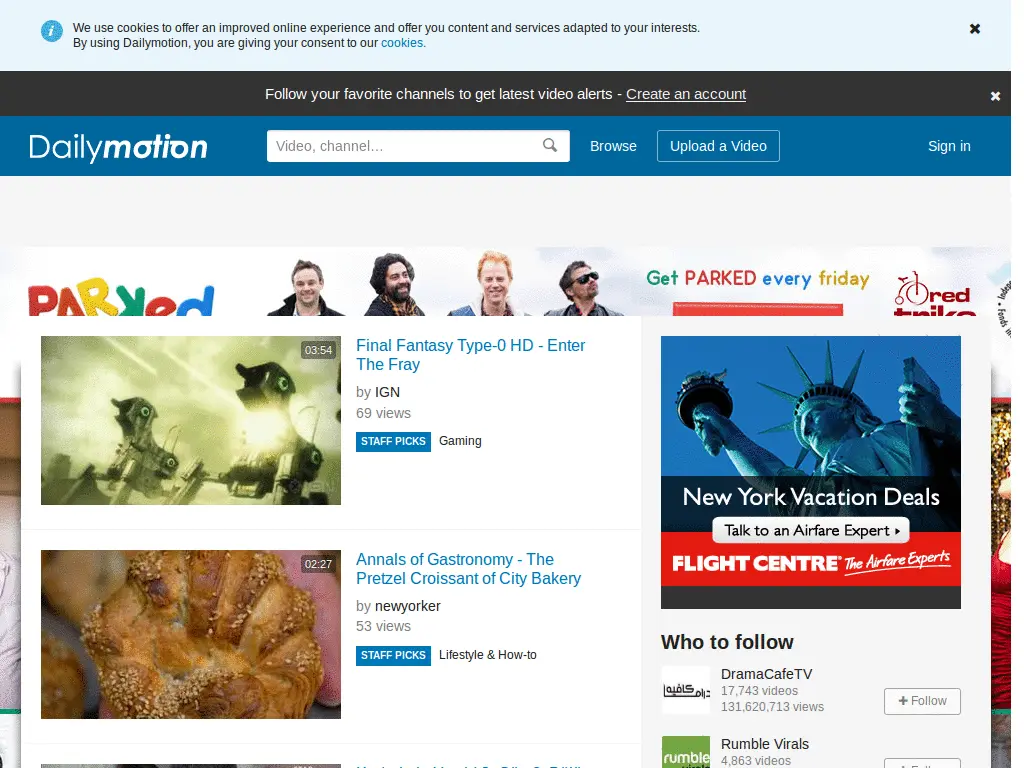 We use cookies to offer an improved online experience and offer you content and services adapted to your interests.
By using Dailymotion, you are giving your consent to our cookies.
Follow your favorite channels to get latest video alerts - Create an account
Dailymotion
Video, channel...
Browse
Upload a Video
Sign in
PARKed
Get PARKED every friday
red
trike
03:54
Final Fantasy Type-0 HD - Enter
The Fray
by IGN
69 views
STAFF PICKS Gaming
02:27
Annals of Gastronomy - The
Pretzel Croissant of City Bakery
by newyorker
53 views
STAFF PICKS Lifestyle & How-to
New York Vacation Deals
Talk to an Airfare Expert
FLIGHT CENTRE The Airfare Experts
Who to follow
DramaCafeTV
17,743 videos
131,620,713 views
+ Follow
دراما كافيه
Rumble Virals
4,863 videos
rumble